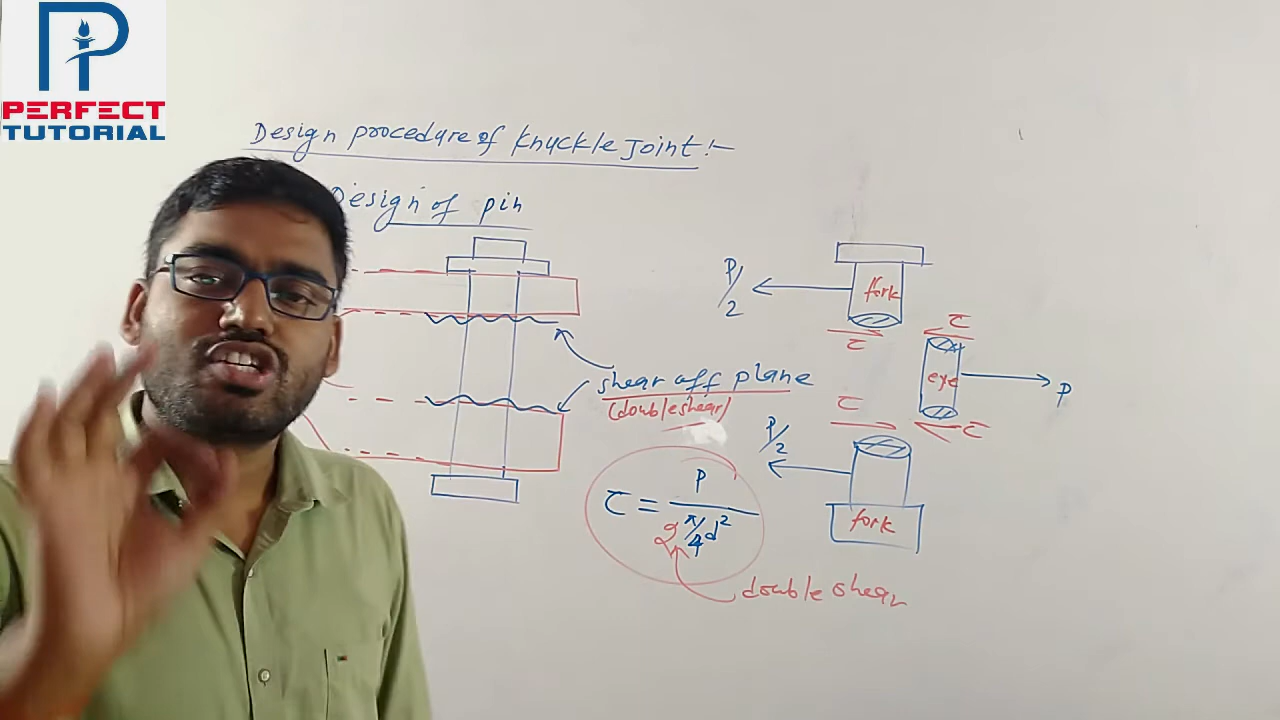 PERFECT
TUTORIAL
Design procedure of Knuckle Joint :-
Design of pin
P/2
fork
τ
τ
eye
P
shear off plane
(double shear)
τ
τ
P/2
τ = P / 2 π/4 d²
fork
double shear